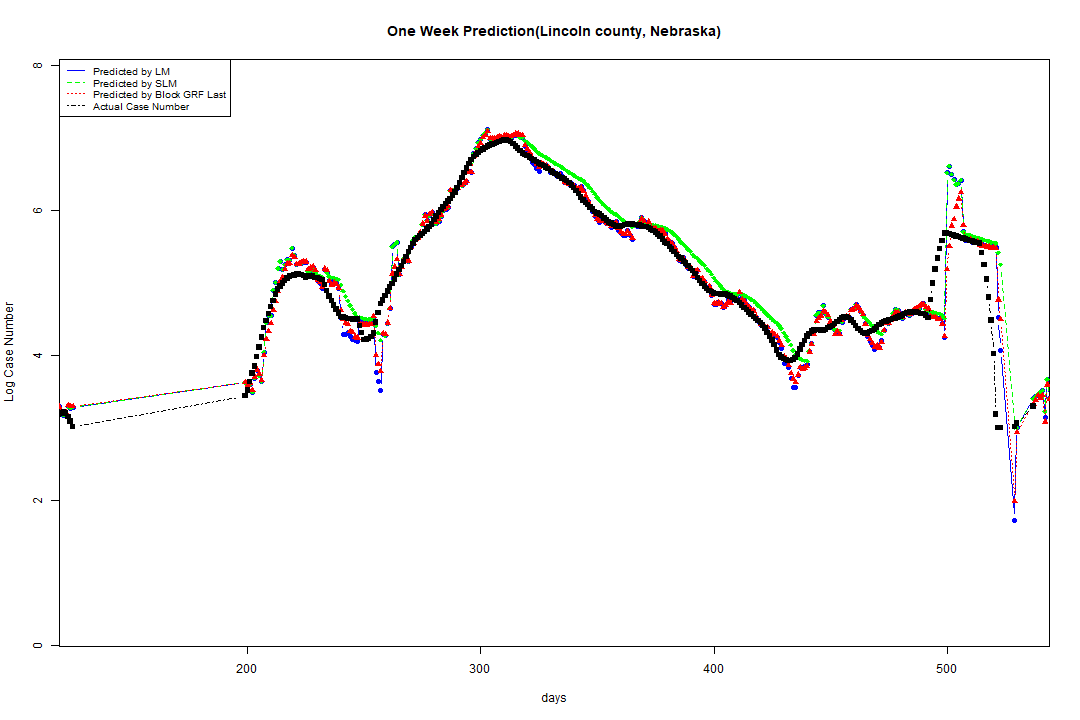 One Week Prediction(Lincoln county, Nebraska)
Predicted by LM
Predicted by SLM
Predicted by Block GRF Last
Actual Case Number
8
6
4
2
0
Log Case Number
200
300
400
500
days